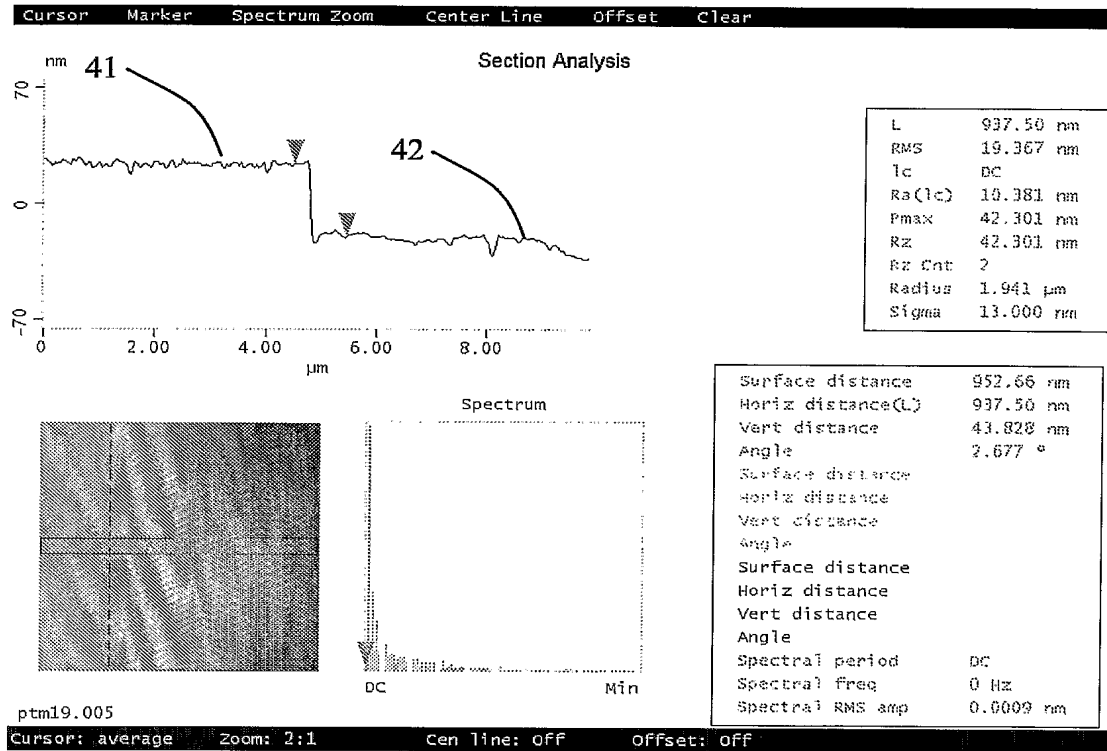 Cursor Marker Spectrum Zoom Center Line Offset Clear
Section Analysis
nm
41
42
70
0
-70
0 2.00 4.00 6.00 8.00
µm
L 937.50 nm
RMS 19.367 nm
lc DC
Ra(lc) 10.381 nm
Pmax 42.301 nm
Rz 42.301 nm
Rz Cnt 2
Radius 1.941 µm
Sigma 13.000 nm
Spectrum
DC Min
Surface distance 952.66 nm
Horiz distance(L) 937.50 nm
Vert distance 43.828 nm
Angle 2.677 °
Surface distance
Horiz distance
Vert distance
Angle
Surface distance
Horiz distance
Vert distance
Angle
Spectral period DC
Spectral freq 0 Hz
Spectral RMS amp 0.0009 nm
ptm19.005
Cursor: average Zoom: 2:1 Cen line: Off Offset: Off